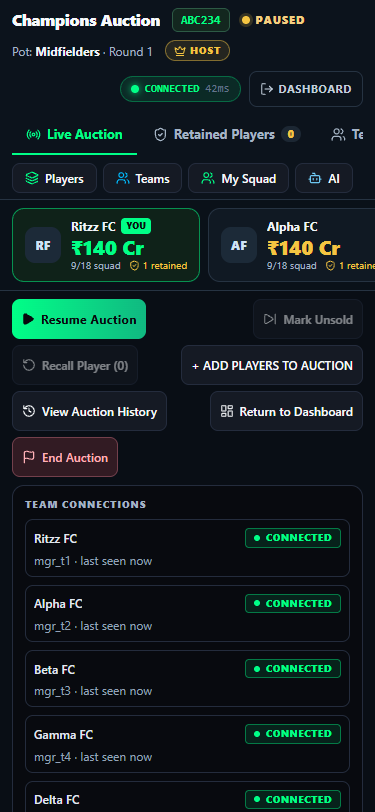 Champions Auction ABC234 PAUSED
Pot: Midfielders · Round 1 HOST
CONNECTED 42ms DASHBOARD
Live Auction Retained Players 0
Players Teams My Squad AI
RF Ritzz FC YOU
₹140 Cr
9/18 squad 1 retained
AF Alpha FC
₹140 Cr
9/18 squad 1 retaine
Resume Auction Mark Unsold
Recall Player (0) + ADD PLAYERS TO AUCTION
View Auction History Return to Dashboard
End Auction
TEAM CONNECTIONS
Ritzz FC CONNECTED
mgr_t1 · last seen now
Alpha FC CONNECTED
mgr_t2 · last seen now
Beta FC CONNECTED
mgr_t3 · last seen now
Gamma FC CONNECTED
mgr_t4 · last seen now
Delta FC CONNECTED